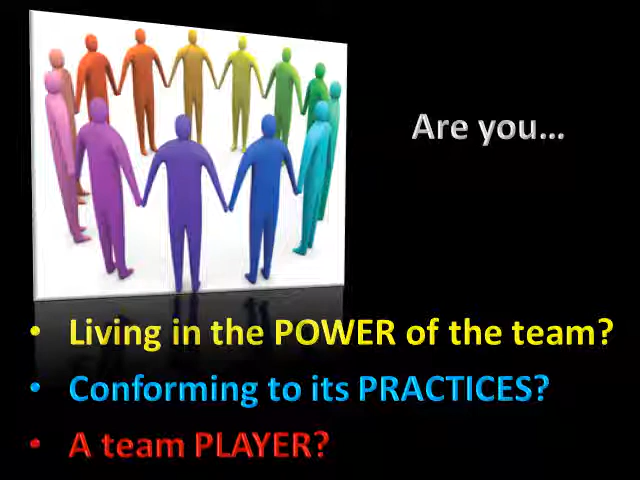 Are you…
• Living in the POWER of the team?
• Conforming to its PRACTICES?
• A team PLAYER?